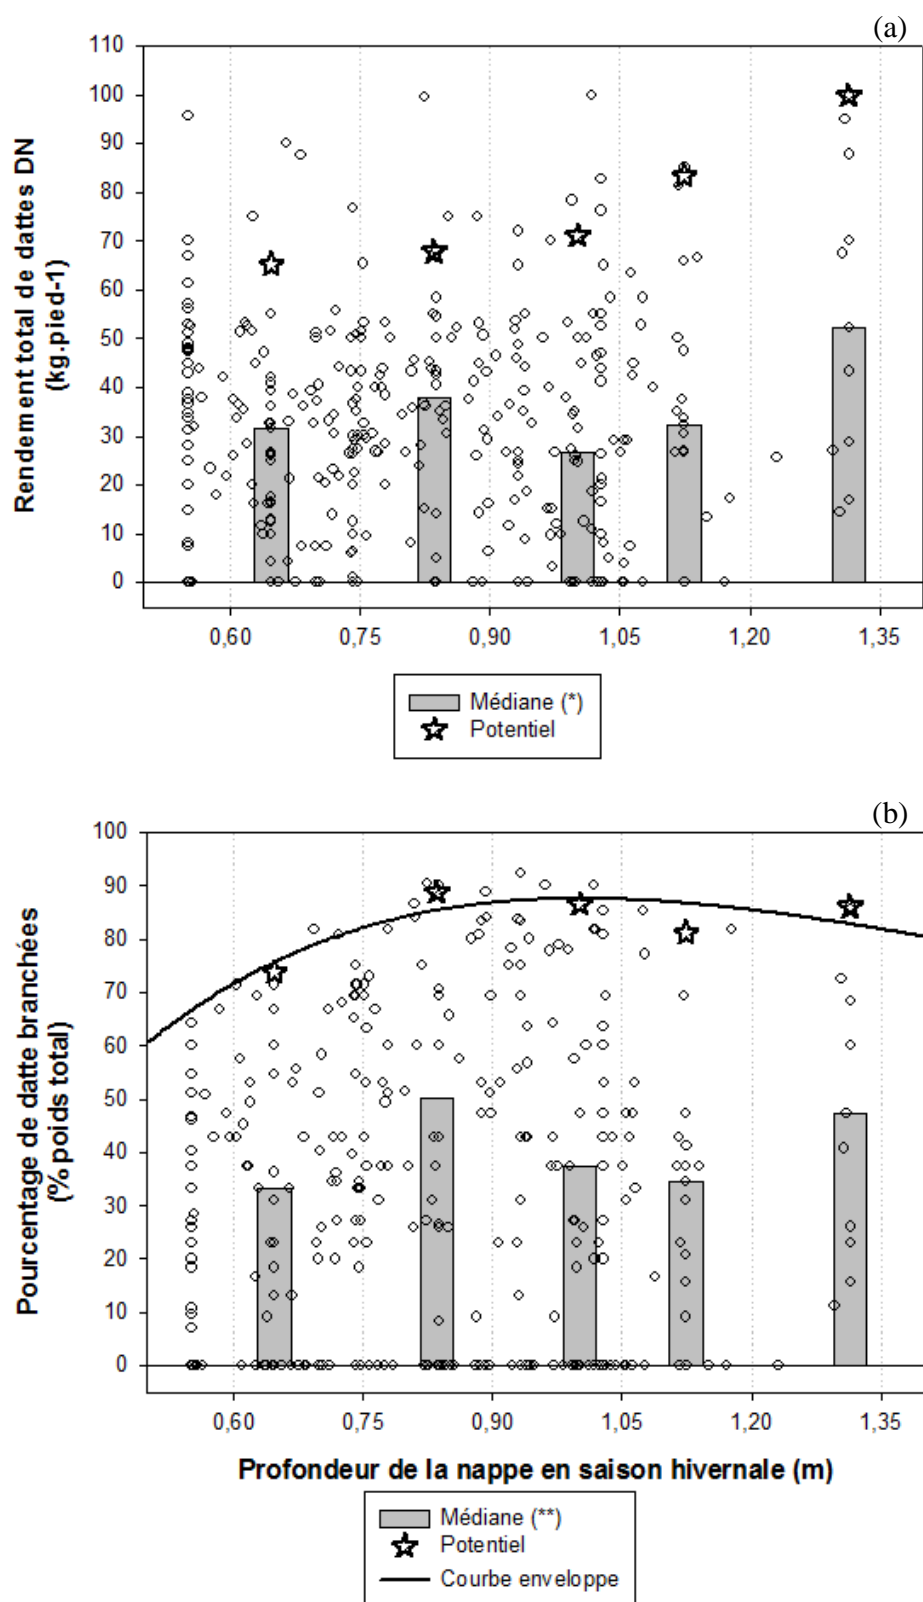 (a)
Rendement total de dattes DN
(kg.pied-1)
110
100
90
80
70
60
50
40
30
20
10
0
0,60 0,75 0,90 1,05 1,20 1,35
Médiane (*)
Potentiel
(b)
Pourcentage de datte branchées
(% poids total)
100
90
80
70
60
50
40
30
20
10
0
0,60 0,75 0,90 1,05 1,20 1,35
Profondeur de la nappe en saison hivernale (m)
Médiane (**)
Potentiel
Courbe enveloppe